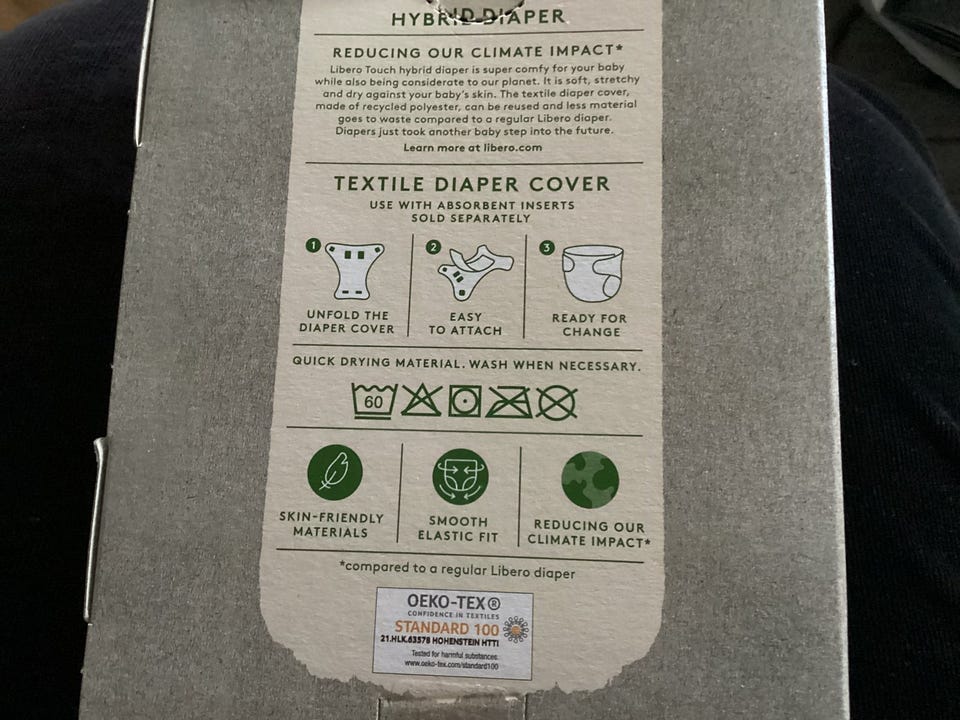 HYBRID DIAPER
REDUCING OUR CLIMATE IMPACT*
Libero Touch hybrid diaper is super comfy for your baby
while also being considerate to our planet. It is soft, stretchy
and dry against your baby's skin. The textile diaper cover,
made of recycled polyester, can be reused and less material
goes to waste compared to a regular Libero diaper.
Diapers just took another baby step into the future.
Learn more at libero.com
TEXTILE DIAPER COVER
USE WITH ABSORBENT INSERTS
SOLD SEPARATELY
1
UNFOLD THE
DIAPER COVER
2
EASY
TO ATTACH
3
READY FOR
CHANGE
QUICK DRYING MATERIAL. WASH WHEN NECESSARY.
60
SKIN-FRIENDLY
MATERIALS
SMOOTH
ELASTIC FIT
REDUCING OUR
CLIMATE IMPACT*
*compared to a regular Libero diaper
OEKO-TEX®
CONFIDENCE IN TEXTILES
STANDARD 100
21.HLK.63578 HOHENSTEIN HTTI
Tested for harmful substances.
www.oeko-tex.com/standard100